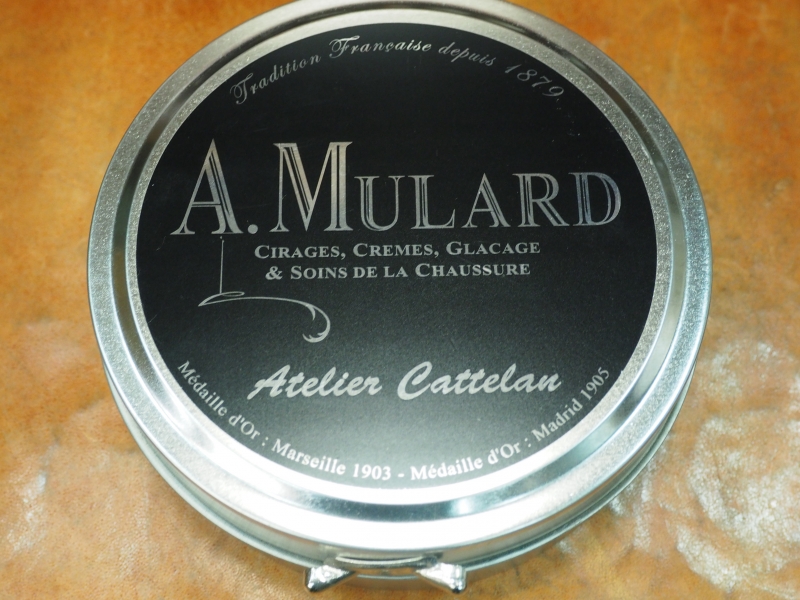 Tradition Française depuis 1879.
A. MULARD
CIRAGES, CREMES, GLACAGE
& SOINS DE LA CHAUSSURE
Atelier Cattelan
Médaille d'Or : Marseille 1903 - Médaille d'Or : Madrid 1905